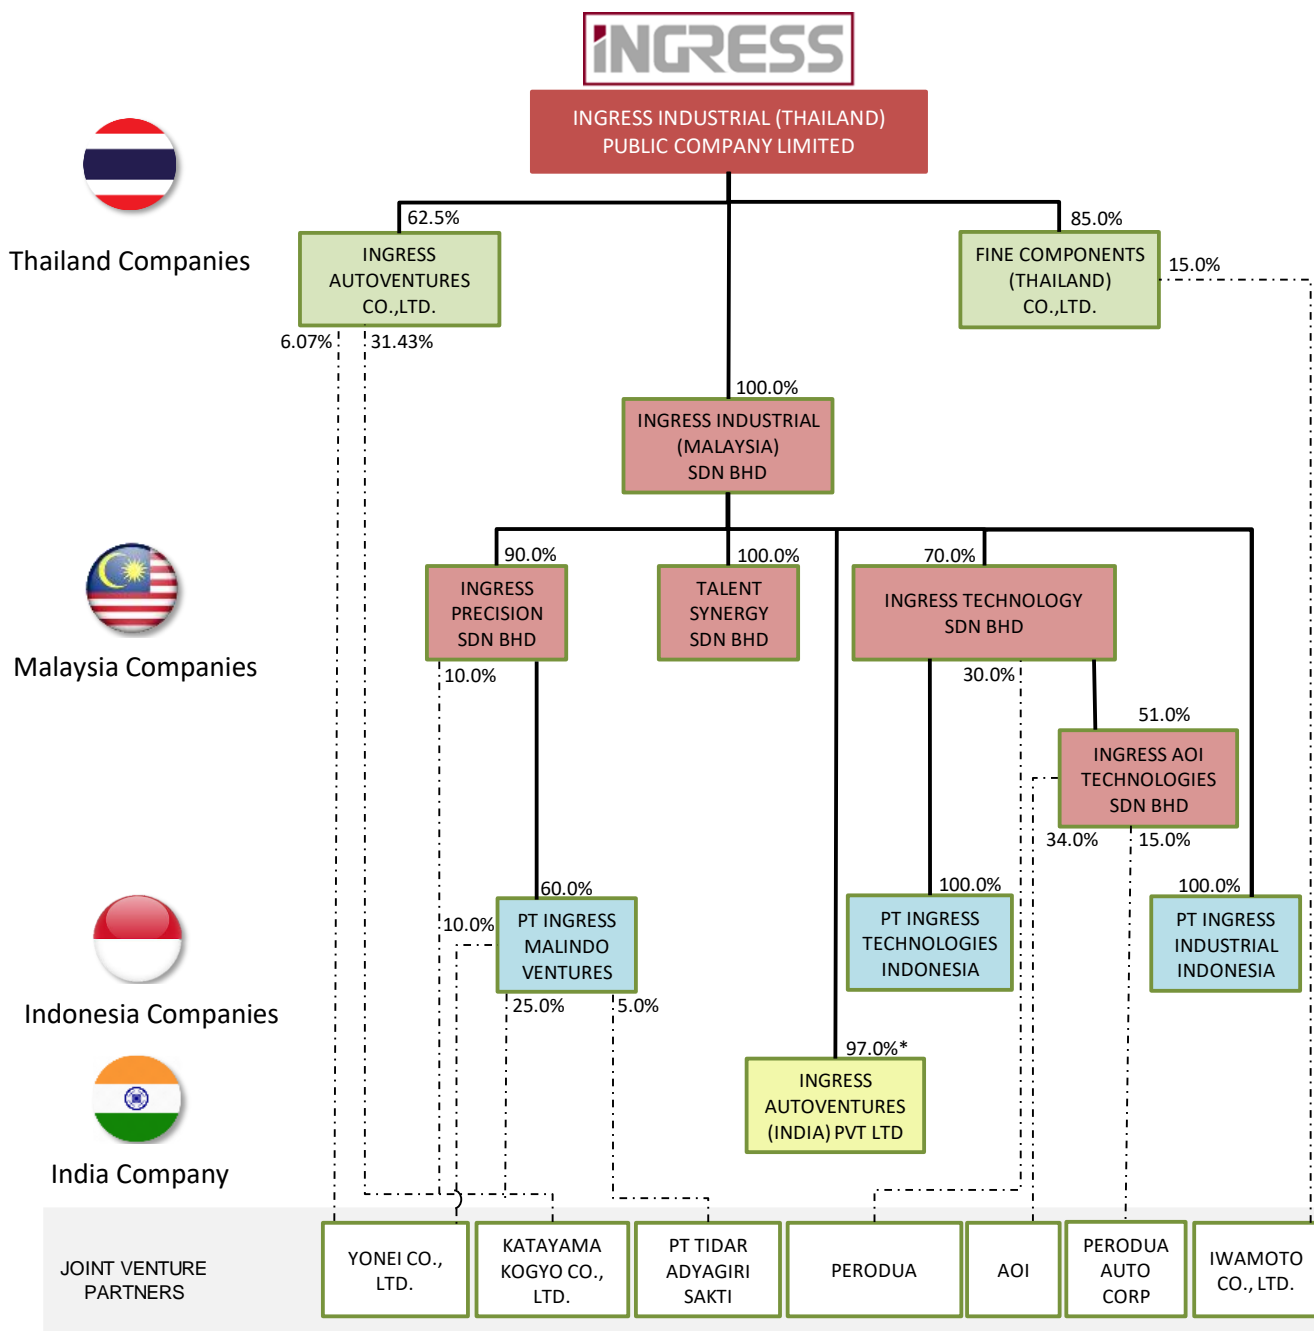 iNGRESS
INGRESS INDUSTRIAL (THAILAND)
PUBLIC COMPANY LIMITED
62.5%
85.0%
Thailand Companies
INGRESS
AUTOVENTURES
CO.,LTD.
FINE COMPONENTS
(THAILAND)
CO.,LTD.
15.0%
6.07%
31.43%
100.0%
INGRESS INDUSTRIAL
(MALAYSIA)
SDN BHD
90.0%
100.0%
70.0%
Malaysia Companies
INGRESS
PRECISION
SDN BHD
TALENT
SYNERGY
SDN BHD
INGRESS TECHNOLOGY
SDN BHD
10.0%
30.0%
51.0%
INGRESS AOI
TECHNOLOGIES
SDN BHD
34.0%
15.0%
60.0%
100.0%
100.0%
Indonesia Companies
10.0%
PT INGRESS
MALINDO
VENTURES
PT INGRESS
TECHNOLOGIES
INDONESIA
PT INGRESS
INDUSTRIAL
INDONESIA
25.0%
5.0%
97.0%*
India Company
INGRESS
AUTOVENTURES
(INDIA) PVT LTD
JOINT VENTURE
PARTNERS
YONEI CO.,
LTD.
KATAYAMA
KOGYO CO.,
LTD.
PT TIDAR
ADYAGIRI
SAKTI
PERODUA
AOI
PERODUA
AUTO
CORP
IWAMOTO
CO., LTD.